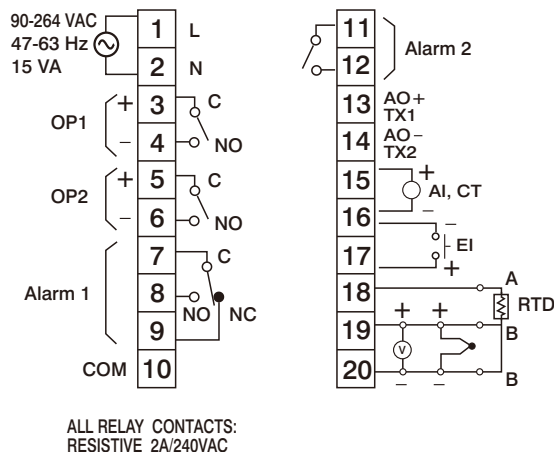 90-264 VAC
47-63 Hz
15 VA
1 L
2 N
OP1 + 3 C
− 4 NO
OP2 + 5 C
− 6 NO
Alarm 1
7 C
8 NO NC
9
COM 10
11
12
Alarm 2
13 AO+
TX1
14 AO−
TX2
15 + AI, CT
−
16 −
17 EI
+
18 A
RTD
19 + + B
V
20 − − B
ALL RELAY CONTACTS:
RESISTIVE 2A/240VAC